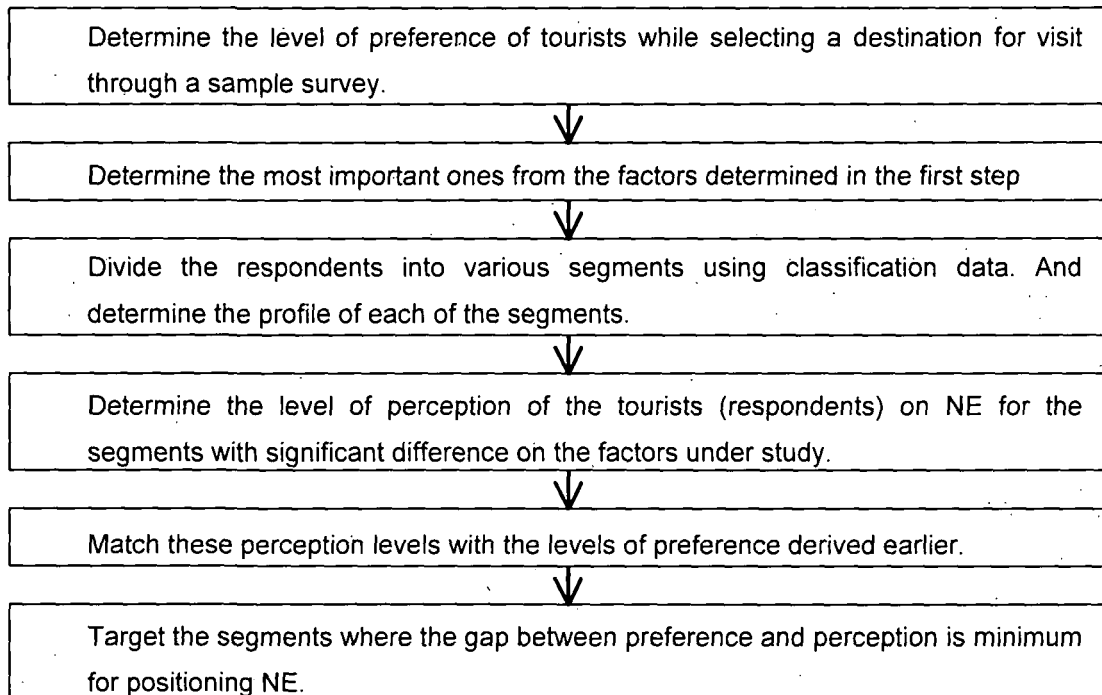 Determine the level of preference of tourists while selecting a destination for visit
through a sample survey.
Determine the most important ones from the factors determined in the first step
Divide the respondents into various segments using classification data. And
determine the profile of each of the segments.
Determine the level of perception of the tourists (respondents) on NE for the
segments with significant difference on the factors under study.
Match these perception levels with the levels of preference derived earlier.
Target the segments where the gap between preference and perception is minimum
for positioning NE.